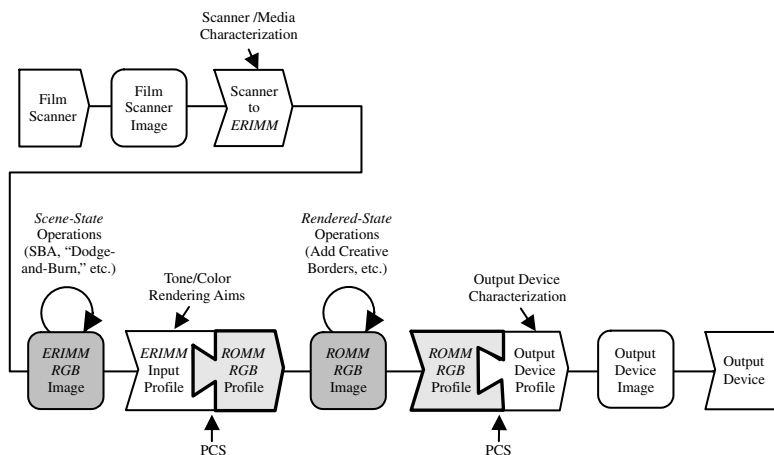 Scanner /Media
Characterization
Film
Scanner
Film
Scanner
Image
Scanner
to
ERIMM
Scene-State
Operations
(SBA, “Dodge-
and-Burn,” etc.)
Tone/Color
Rendering Aims
Rendered-State
Operations
(Add Creative
Borders, etc.)
Output Device
Characterization
ERIMM
RGB
Image
ERIMM
Input
Profile
ROMM
RGB
Profile
ROMM
RGB
Image
ROMM
RGB
Profile
Output
Device
Profile
Output
Device
Image
Output
Device
PCS
PCS